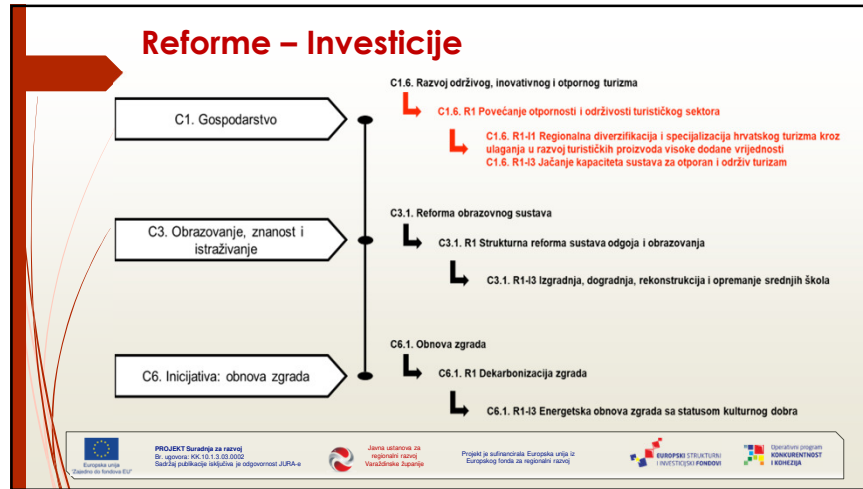 Reforme – Investicije
C1. Gospodarstvo
C1.6. Razvoj održivog, inovativnog i otpornog turizma
C1.6. R1 Povećanje otpornosti i održivosti turističkog sektora
C1.6. R1-I1 Regionalna diverzifikacija i specijalizacija hrvatskog turizma kroz
ulaganja u razvoj turističkih proizvoda visoke dodane vrijednosti
C1.6. R1-I3 Jačanje kapaciteta sustava za otporan i održiv turizam
C3. Obrazovanje, znanost i
istraživanje
C3.1. Reforma obrazovnog sustava
C3.1. R1 Strukturna reforma sustava odgoja i obrazovanja
C3.1. R1-I3 Izgradnja, dogradnja, rekonstrukcija i opremanje srednjih škola
C6. Inicijativa: obnova zgrada
C6.1. Obnova zgrada
C6.1. R1 Dekarbonizacija zgrada
C6.1. R1-I3 Energetska obnova zgrada sa statusom kulturnog dobra
Europska unija
"Zajedno do fondova EU"
PROJEKT Suradnja za razvoj
Br. ugovora: KK.10.1.3.03.0002
Sadržaj publikacije isključiva je odgovornost JURA-e
Javna ustanova za
regionalni razvoj
Varaždinske županije
Projekt je sufinancirala Europska unija iz
Europskog fonda za regionalni razvoj
EUROPSKI STRUKTURNI
I INVESTICIJSKI FONDOVI
Operativni program
KONKURENTNOST
I KOHEZIJA